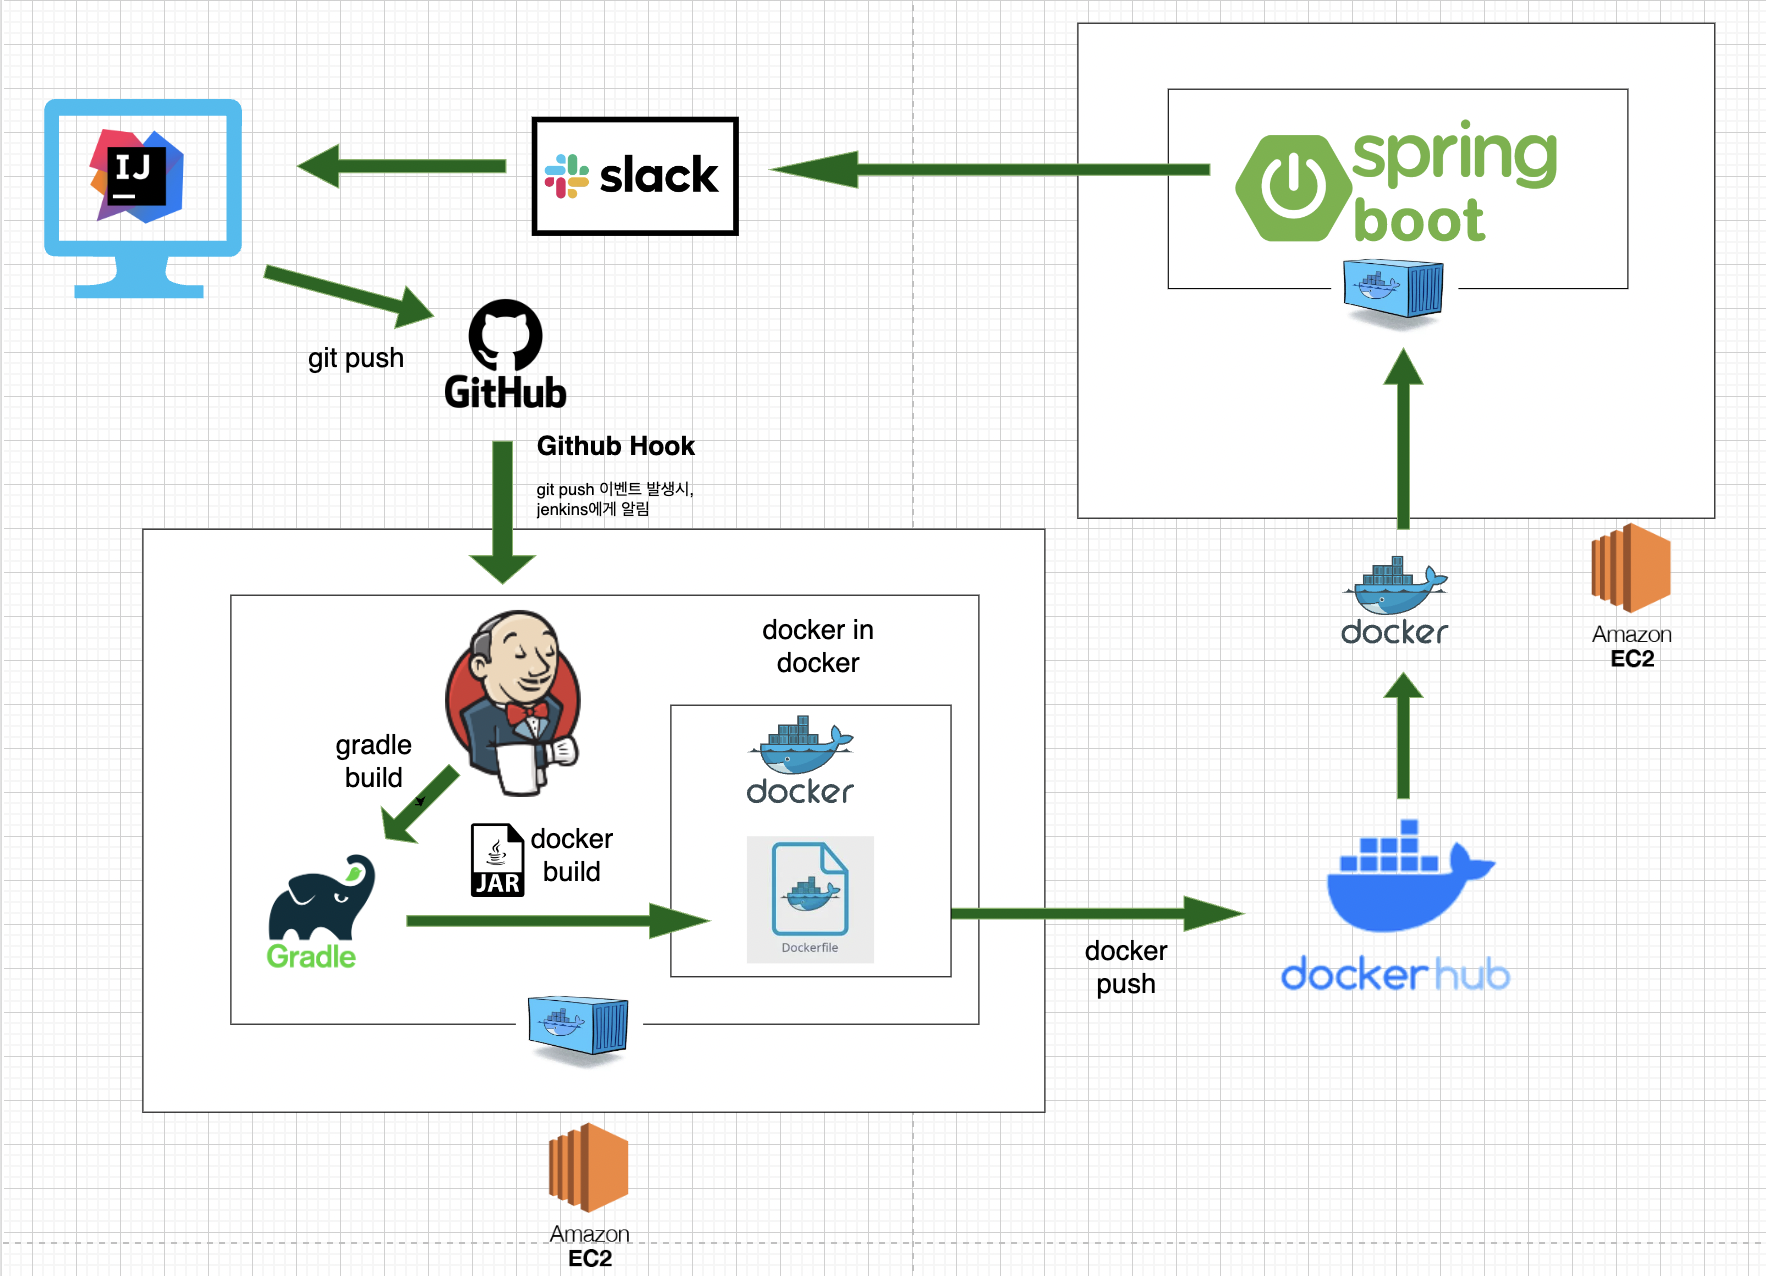 IJ
slack
spring
boot
git push
GitHub
Github Hook
git push 이벤트 발생시,
jenkins에게 알림
docker
Amazon
EC2
docker in
docker
gradle
build
docker
JAR
docker
build
Gradle
Dockerfile
docker
push
dockerhub
Amazon
EC2